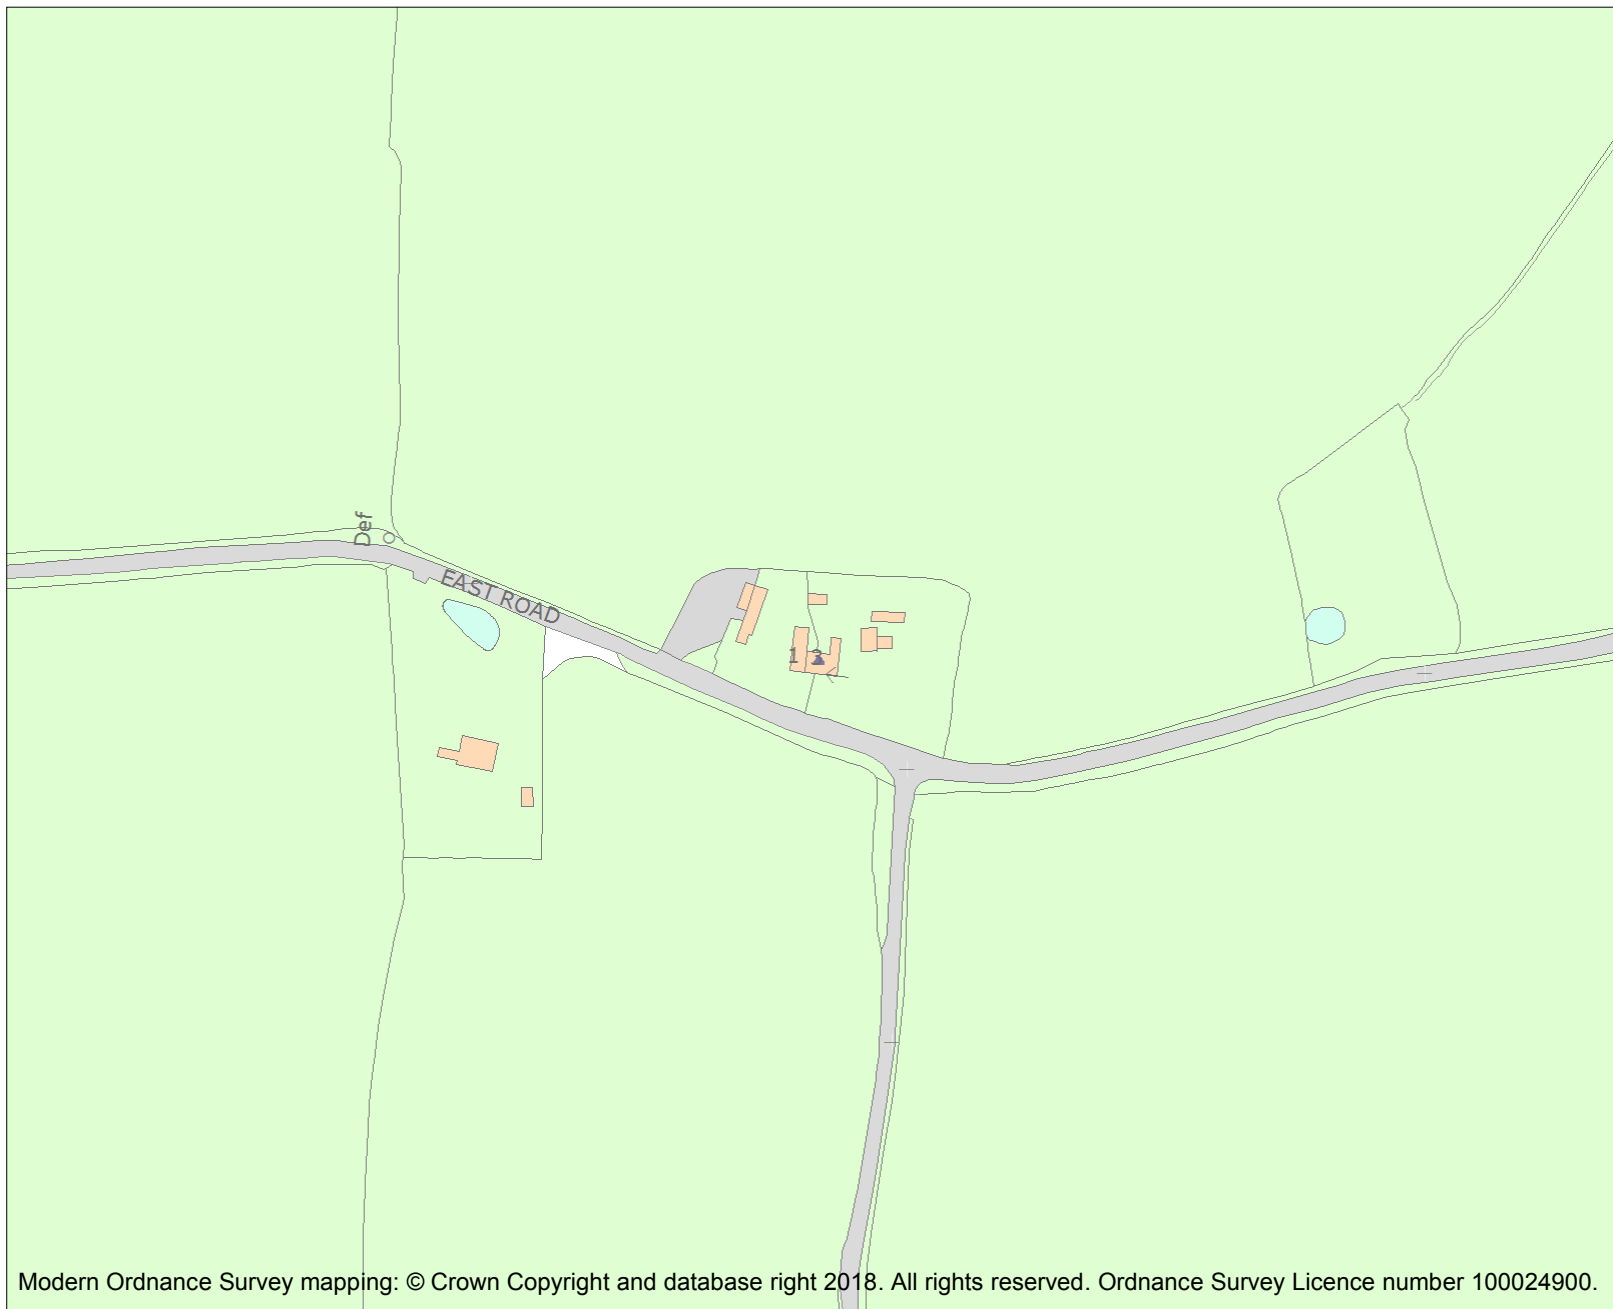 Def
EAST ROAD
1 3
Modern Ordnance Survey mapping: © Crown Copyright and database right 2018. All rights reserved. Ordnance Survey Licence number 100024900.